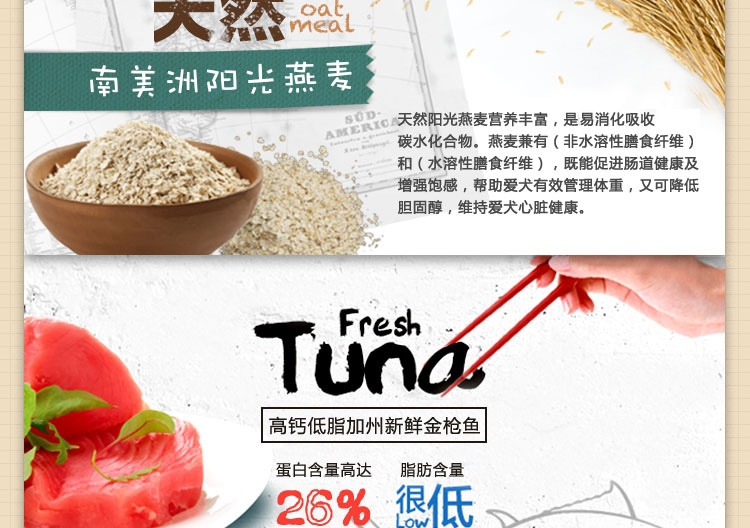 天然
oat
meal
南美洲阳光燕麦
SÜD-
AMERICA
天然阳光燕麦营养丰富，是易消化吸收
碳水化合物。燕麦兼有（非水溶性膳食纤维）
和（水溶性膳食纤维），既能促进肠道健康及
增强饱感，帮助爱犬有效管理体重，又可降低
胆固醇，维持爱犬心脏健康。
Fresh
Tuna
高钙低脂加州新鲜金枪鱼
蛋白含量高达 脂肪含量
26% 很低
Low